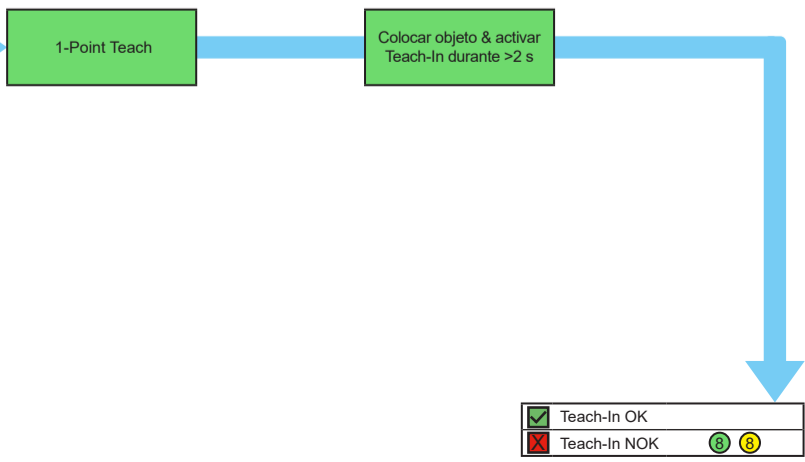 1-Point Teach
Colocar objeto & activar
Teach-In durante >2 s
Teach-In OK
X Teach-In NOK 8 8